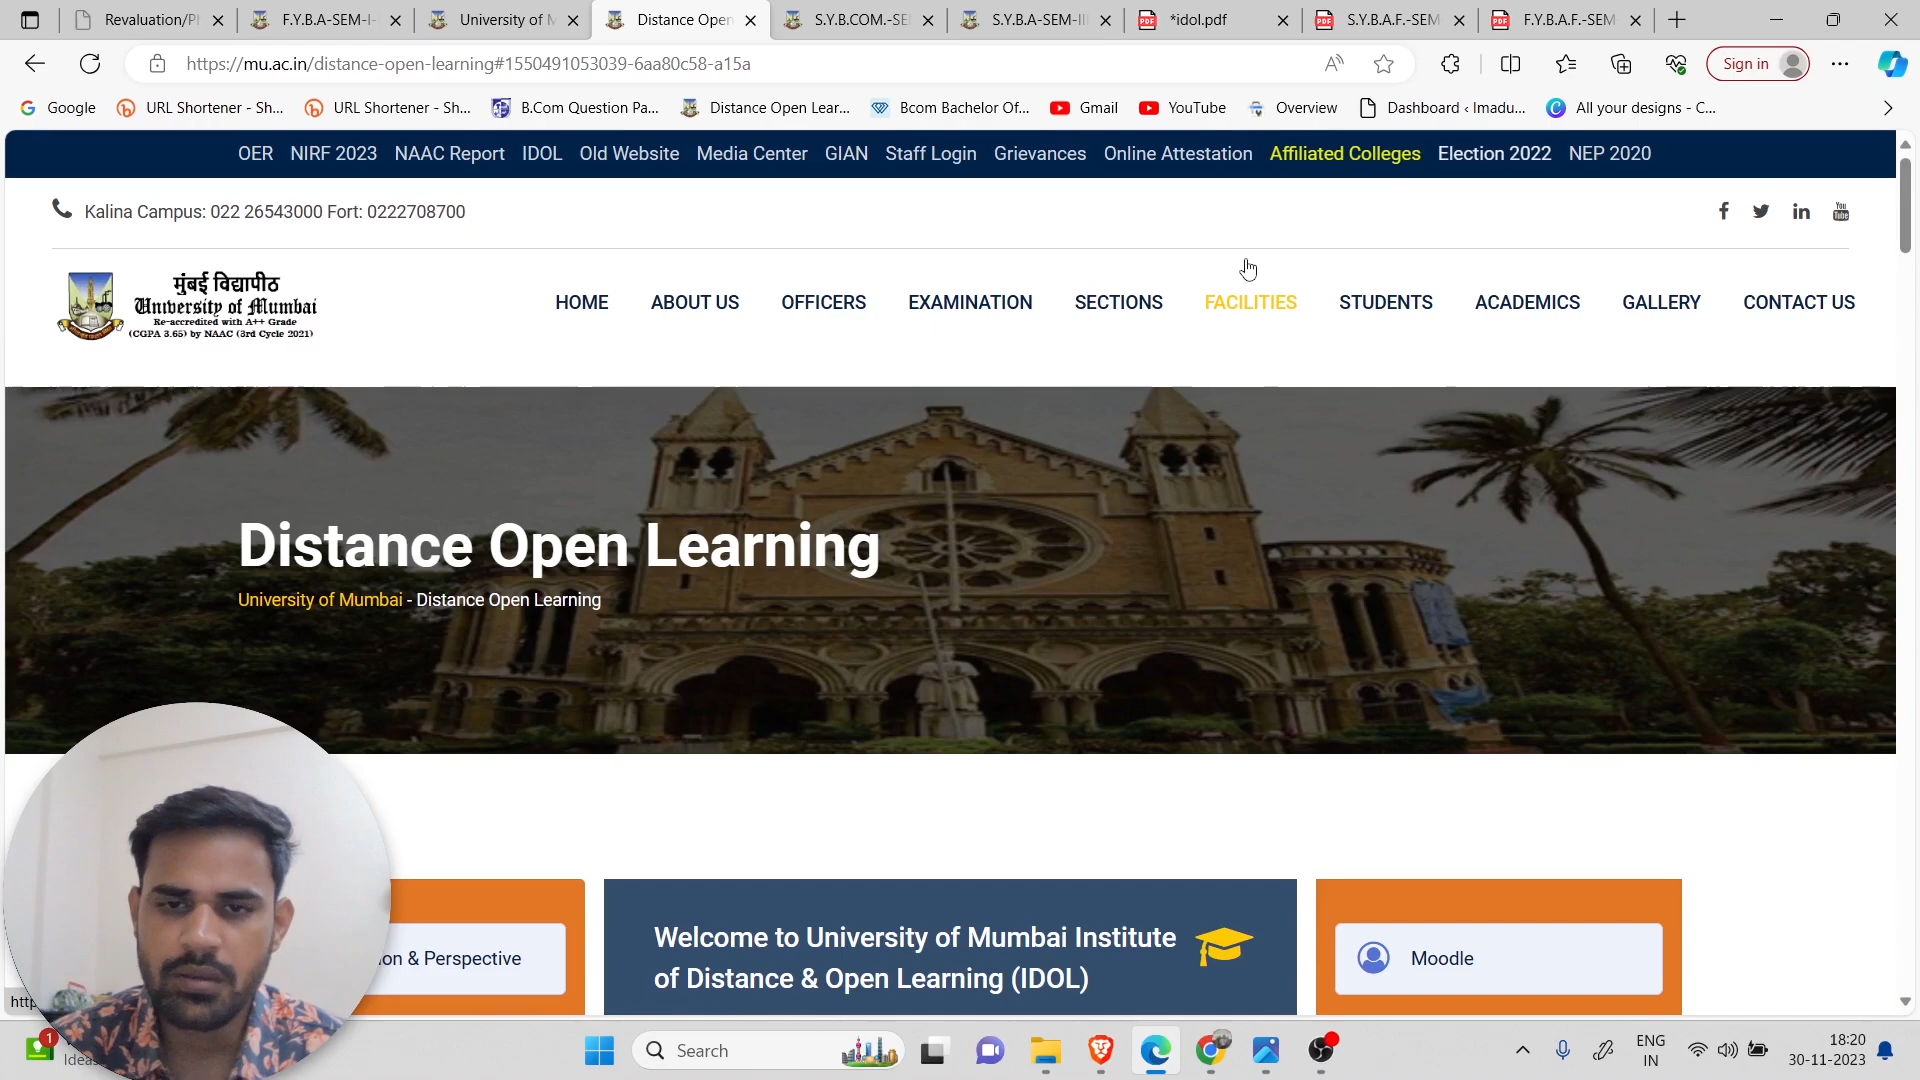 Revaluation/P
F.Y.B.A-SEM-I-
University of M
Distance Open
S.Y.B.COM.-SE
S.Y.B.A-SEM-III
*idol.pdf
S.Y.B.A.F.-SEM
F.Y.B.A.F.-SEM
https://mu.ac.in/distance-open-learning#1550491053039-6aa80c58-a15a
Sign in
Google
URL Shortener - Sh...
URL Shortener - Sh...
B.Com Question Pa...
Distance Open Lear...
Bcom Bachelor Of...
Gmail
YouTube
Overview
Dashboard ‹ Imadu...
All your designs - C...
OER NIRF 2023 NAAC Report IDOL Old Website Media Center GIAN Staff Login Grievances Online Attestation Affiliated Colleges Election 2022 NEP 2020
Kalina Campus: 022 26543000 Fort: 0222708700
You
Tube
मुंबई विद्यापीठ
University of Mumbai
Re-accredited with A++ Grade
(CGPA 3.65) by NAAC (3rd Cycle 2021)
HOME ABOUT US OFFICERS EXAMINATION SECTIONS FACILITIES STUDENTS ACADEMICS GALLERY CONTACT US
Distance Open Learning
University of Mumbai - Distance Open Learning
on & Perspective
Welcome to University of Mumbai Institute
of Distance & Open Learning (IDOL)
Moodle
http
1
Ideas
Search
ENG
IN
18:20
30-11-2023